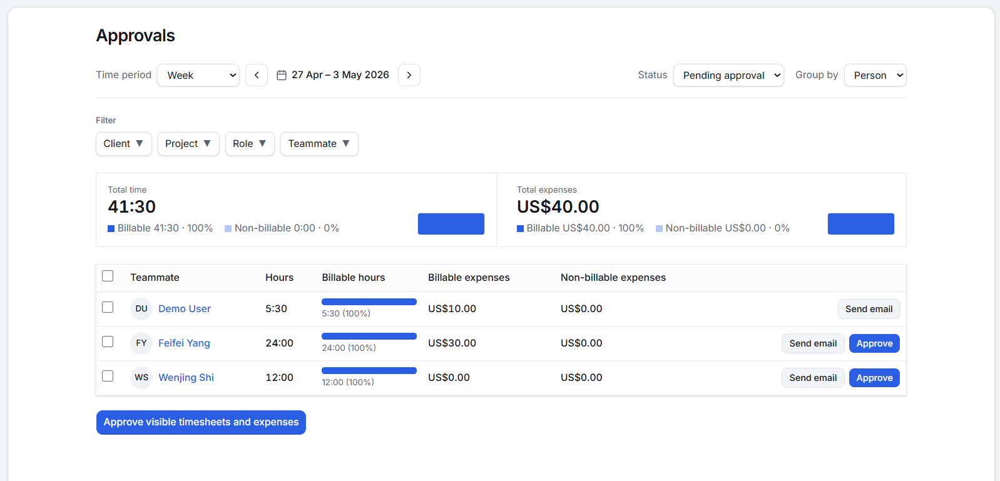 Approvals
Time period Week 27 Apr – 3 May 2026 Status Pending approval Group by Person
Filter
Client ▼ Project ▼ Role ▼ Teammate ▼
Total time
41:30
Billable 41:30 · 100% Non-billable 0:00 · 0%
Total expenses
US$40.00
Billable US$40.00 · 100% Non-billable US$0.00 · 0%
Teammate Hours Billable hours Billable expenses Non-billable expenses
DU Demo User 5:30 5:30 (100%) US$10.00 US$0.00 Send email
FY Feifei Yang 24:00 24:00 (100%) US$30.00 US$0.00 Send email Approve
WS Wenjing Shi 12:00 12:00 (100%) US$0.00 US$0.00 Send email Approve
Approve visible timesheets and expenses